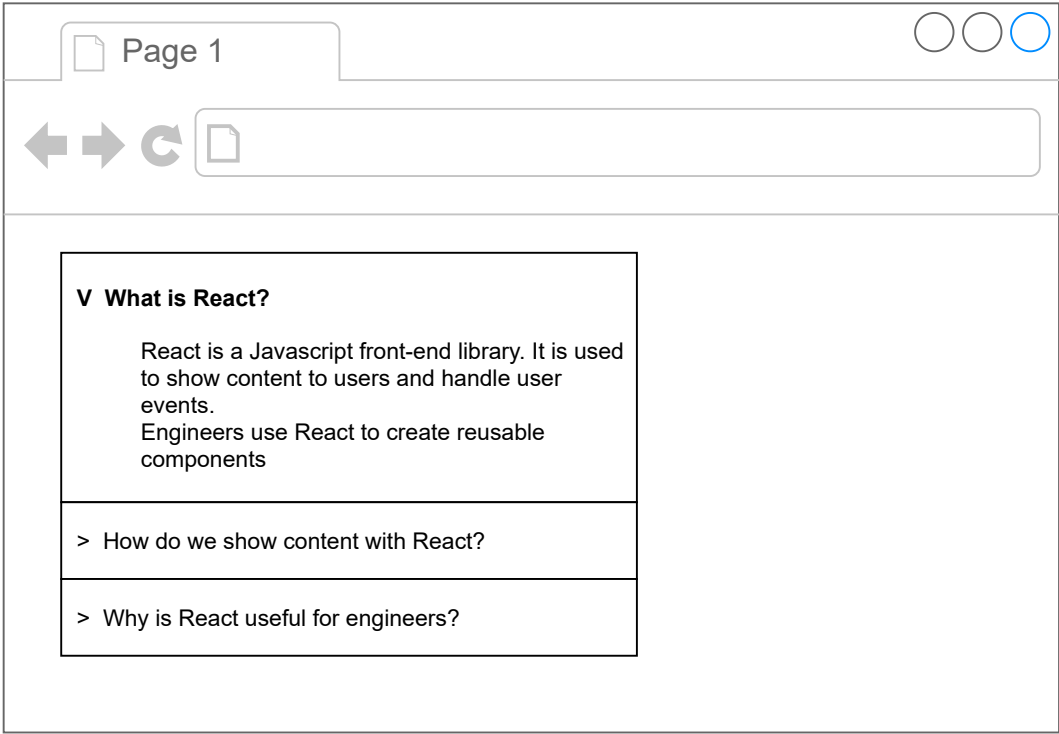 Page 1
V What is React?
React is a Javascript front-end library. It is used
to show content to users and handle user
events.
Engineers use React to create reusable
components
> How do we show content with React?
> Why is React useful for engineers?